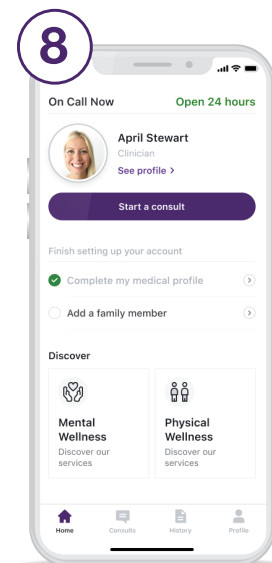 8
On Call Now
Open 24 hours
April Stewart
Clinician
See profile >
Start a consult
Finish setting up your account
Complete my medical profile
Add a family member
Discover
Mental
Wellness
Discover our
services
Physical
Wellness
Discover our
services
Home
Consults
History
Profile